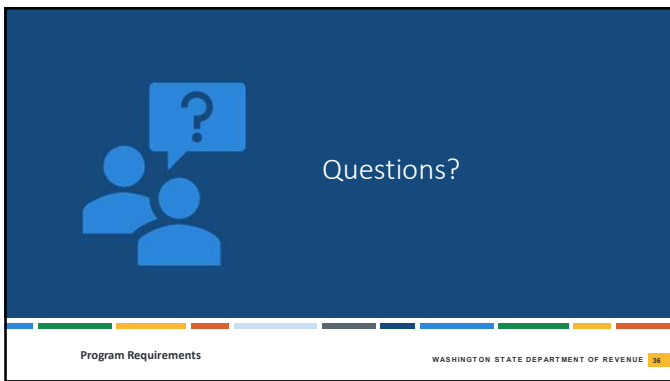 ?
Questions?
Program Requirements
WASHINGTON STATE DEPARTMENT OF REVENUE 36